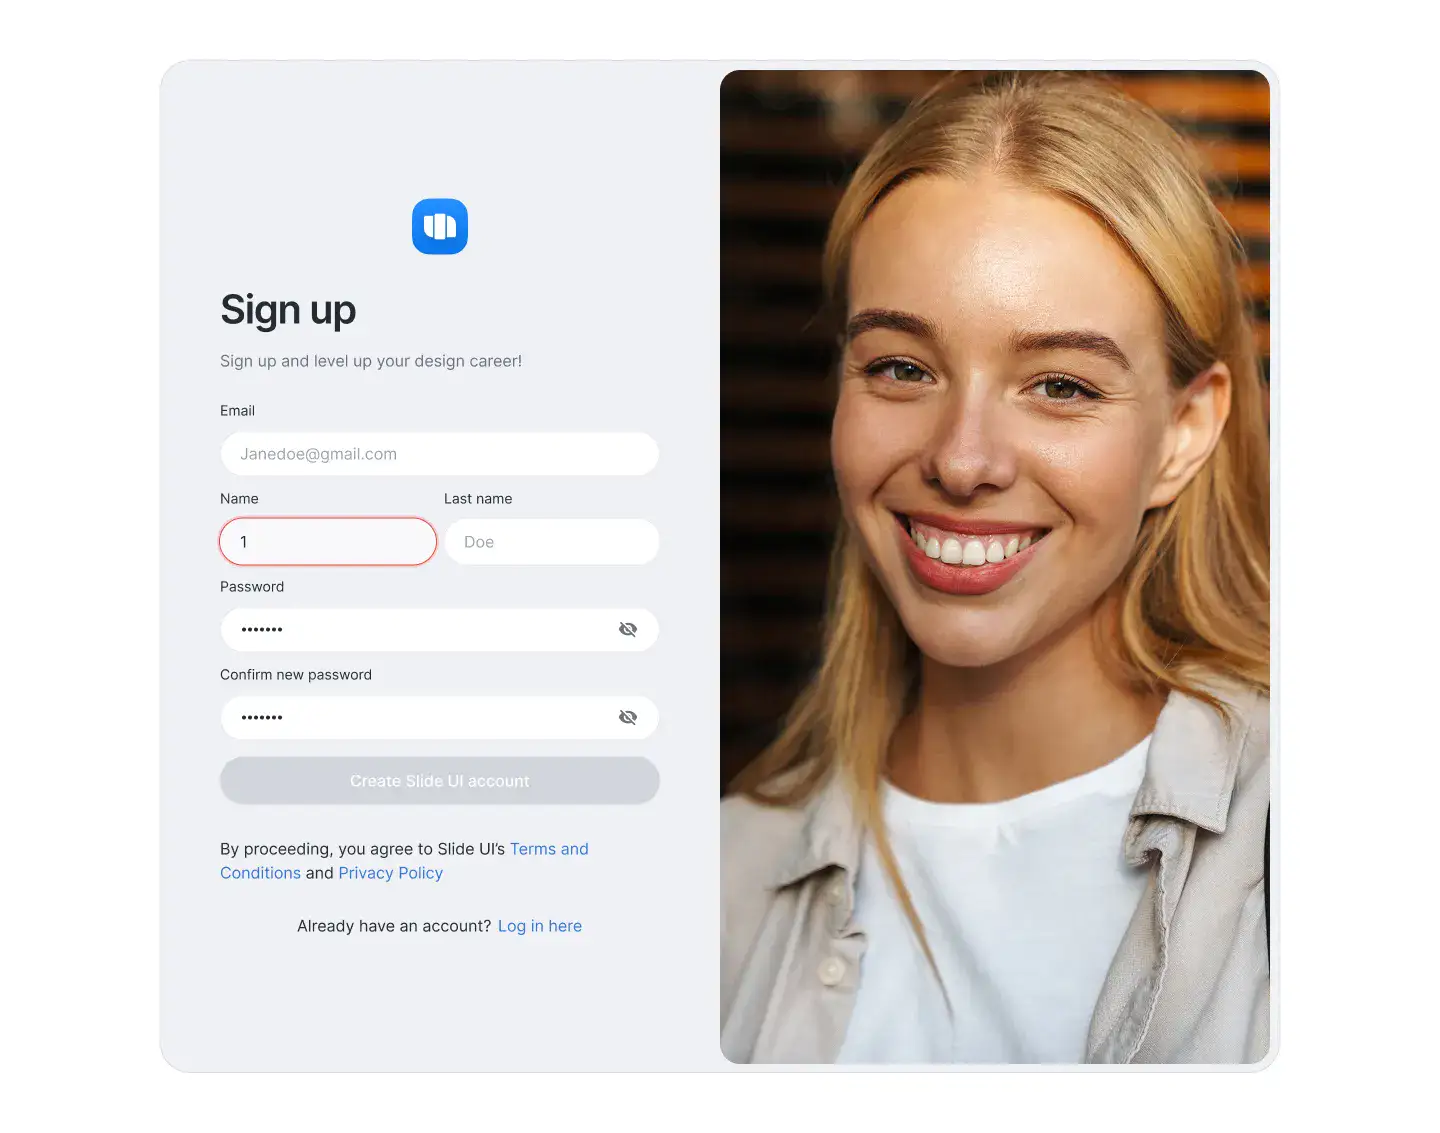 Sign up
Sign up and level up your design career!
Email
Janedoe@gmail.com
Name
Last name
1
Doe
Password
•••••••
Confirm new password
•••••••
Create Slide UI account
By proceeding, you agree to Slide UI’s Terms and
Conditions and Privacy Policy
Already have an account? Log in here